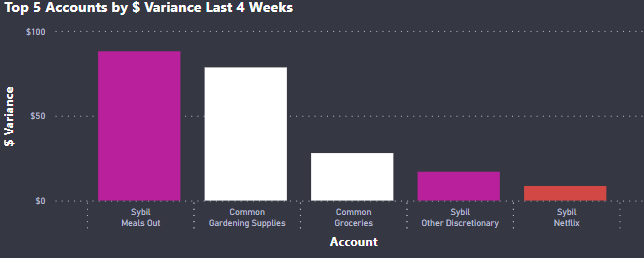 Top 5 Accounts by $ Variance Last 4 Weeks
$100
$50
$0
$ Variance
Sybil
Meals Out
Common
Gardening Supplies
Common
Groceries
Sybil
Other Discretionary
Sybil
Netflix
Account